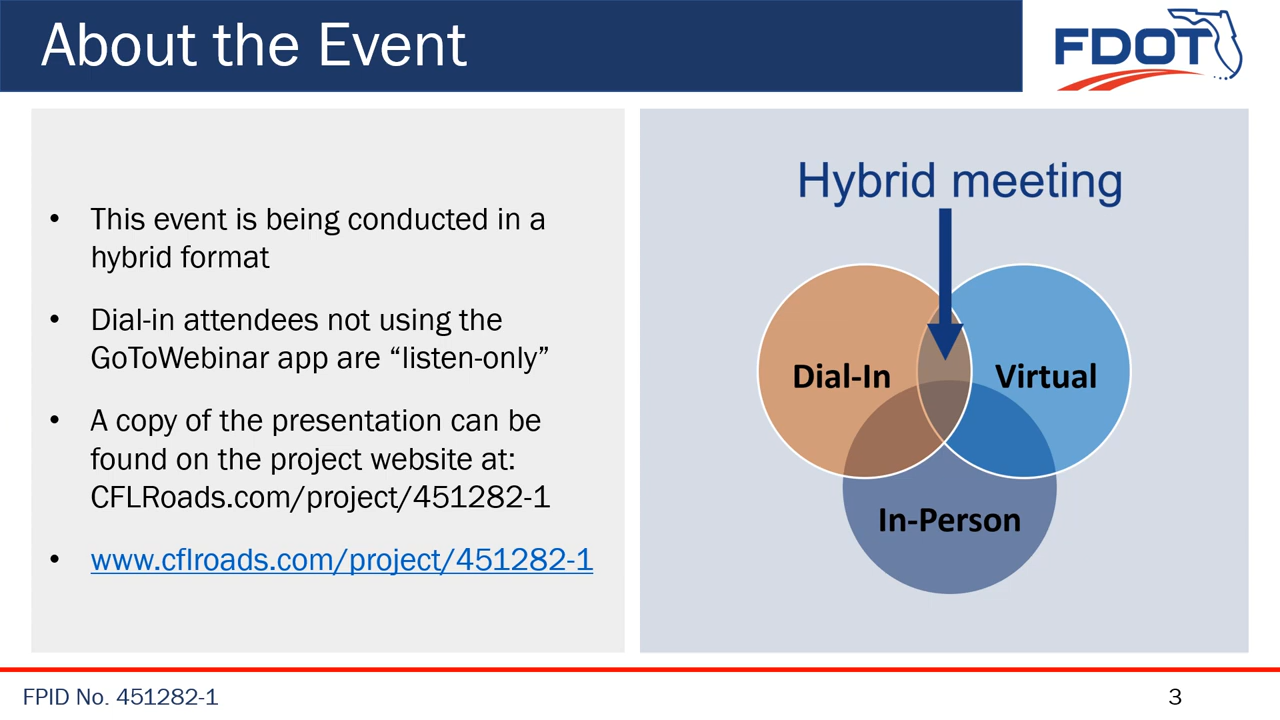 About the Event
FDOT
• This event is being conducted in a
hybrid format
• Dial-in attendees not using the
GoToWebinar app are “listen-only”
• A copy of the presentation can be
found on the project website at:
CFLRoads.com/project/451282-1
• www.cflroads.com/project/451282-1
Hybrid meeting
Dial-In
Virtual
In-Person
FPID No. 451282-1
3